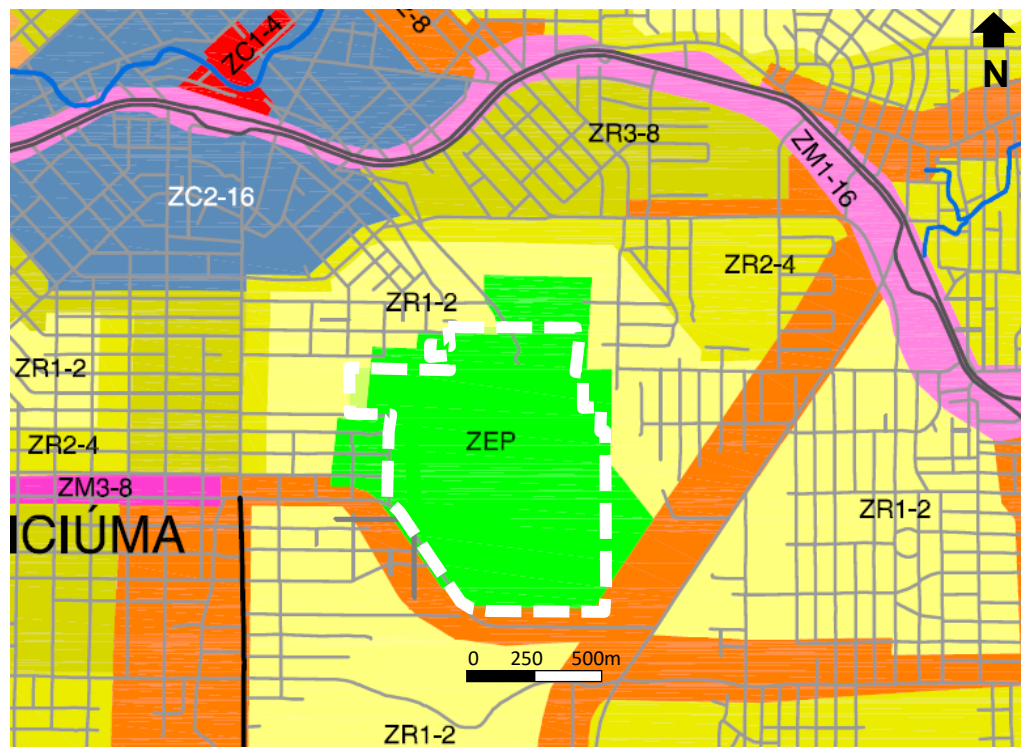 ZC1-4
N
ZR3-8
ZM1-16
ZC2-16
ZR2-4
ZR1-2
ZR1-2
ZR2-4
ZEP
ZM3-8
ZR1-2
ICIÚMA
0 250 500m
ZR1-2